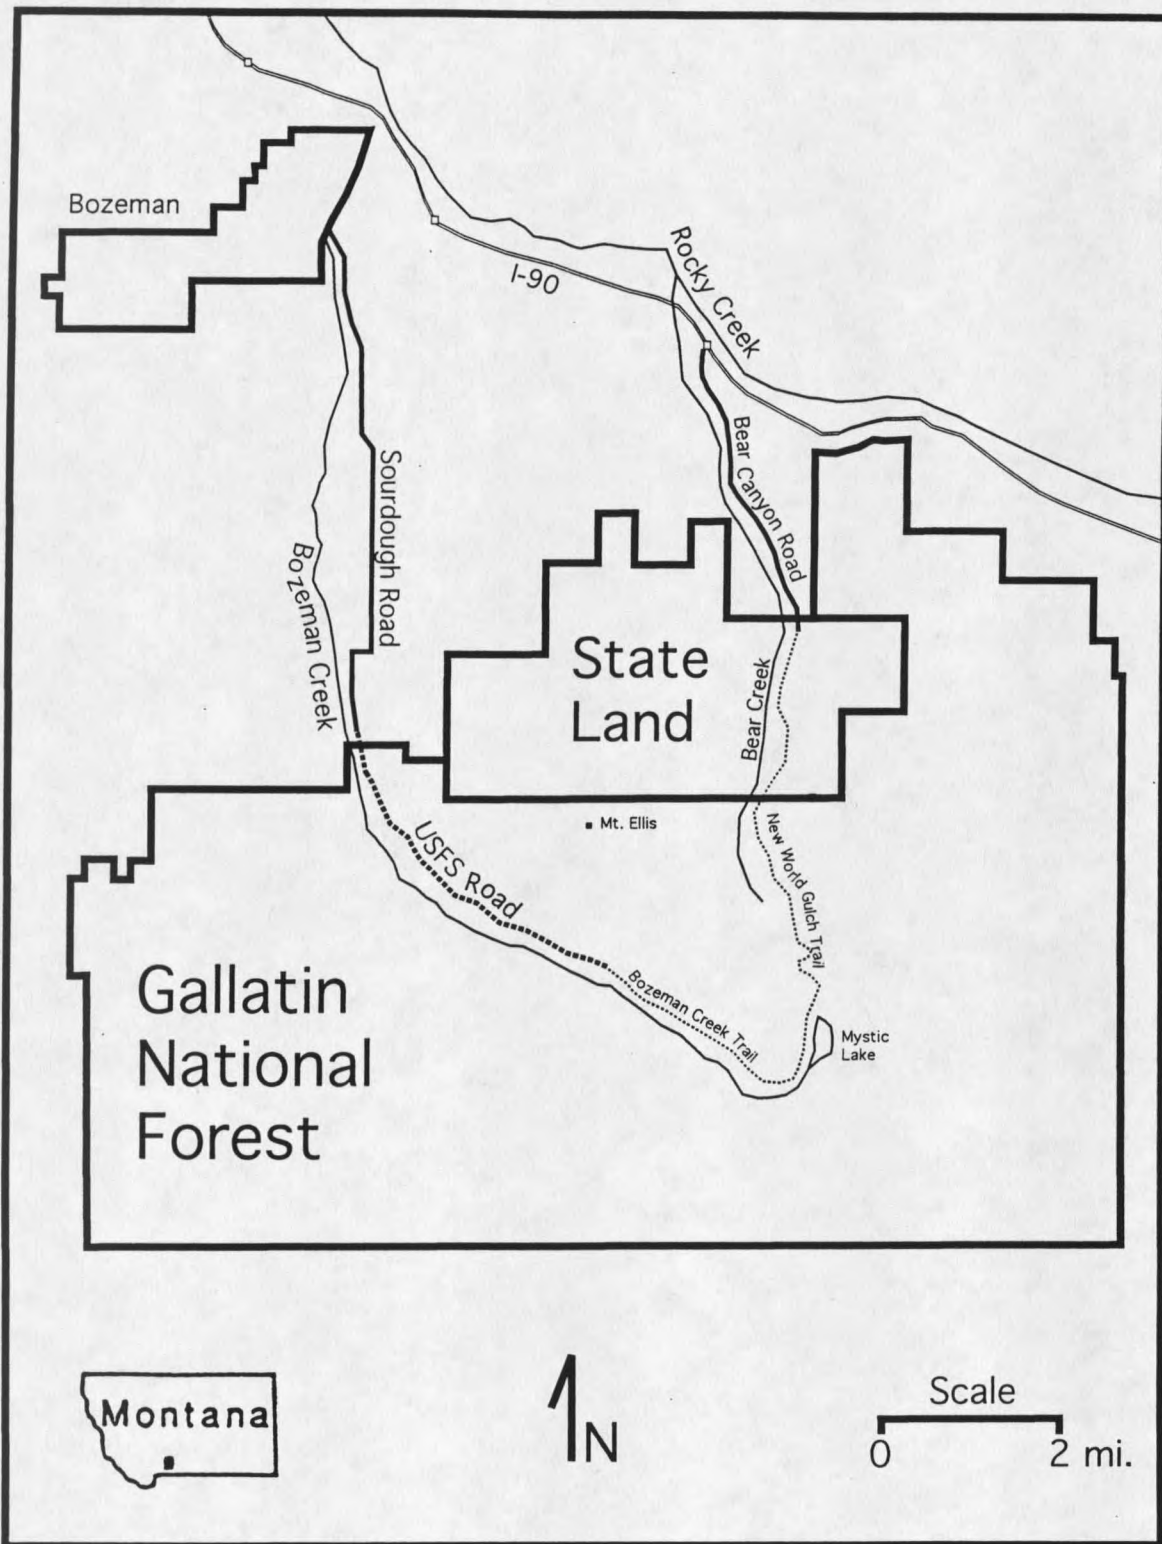 Bozeman
I-90
Rocky Creek
Bear Canyon Road
Sourdough Road
Bozeman Creek
State
Land
Bear Creek
Mt. Ellis
USFS Road
New World Gulch Trail
Bozeman Creek Trail
Gallatin
National
Forest
Mystic
Lake
Montana
N
Scale
0 2 mi.